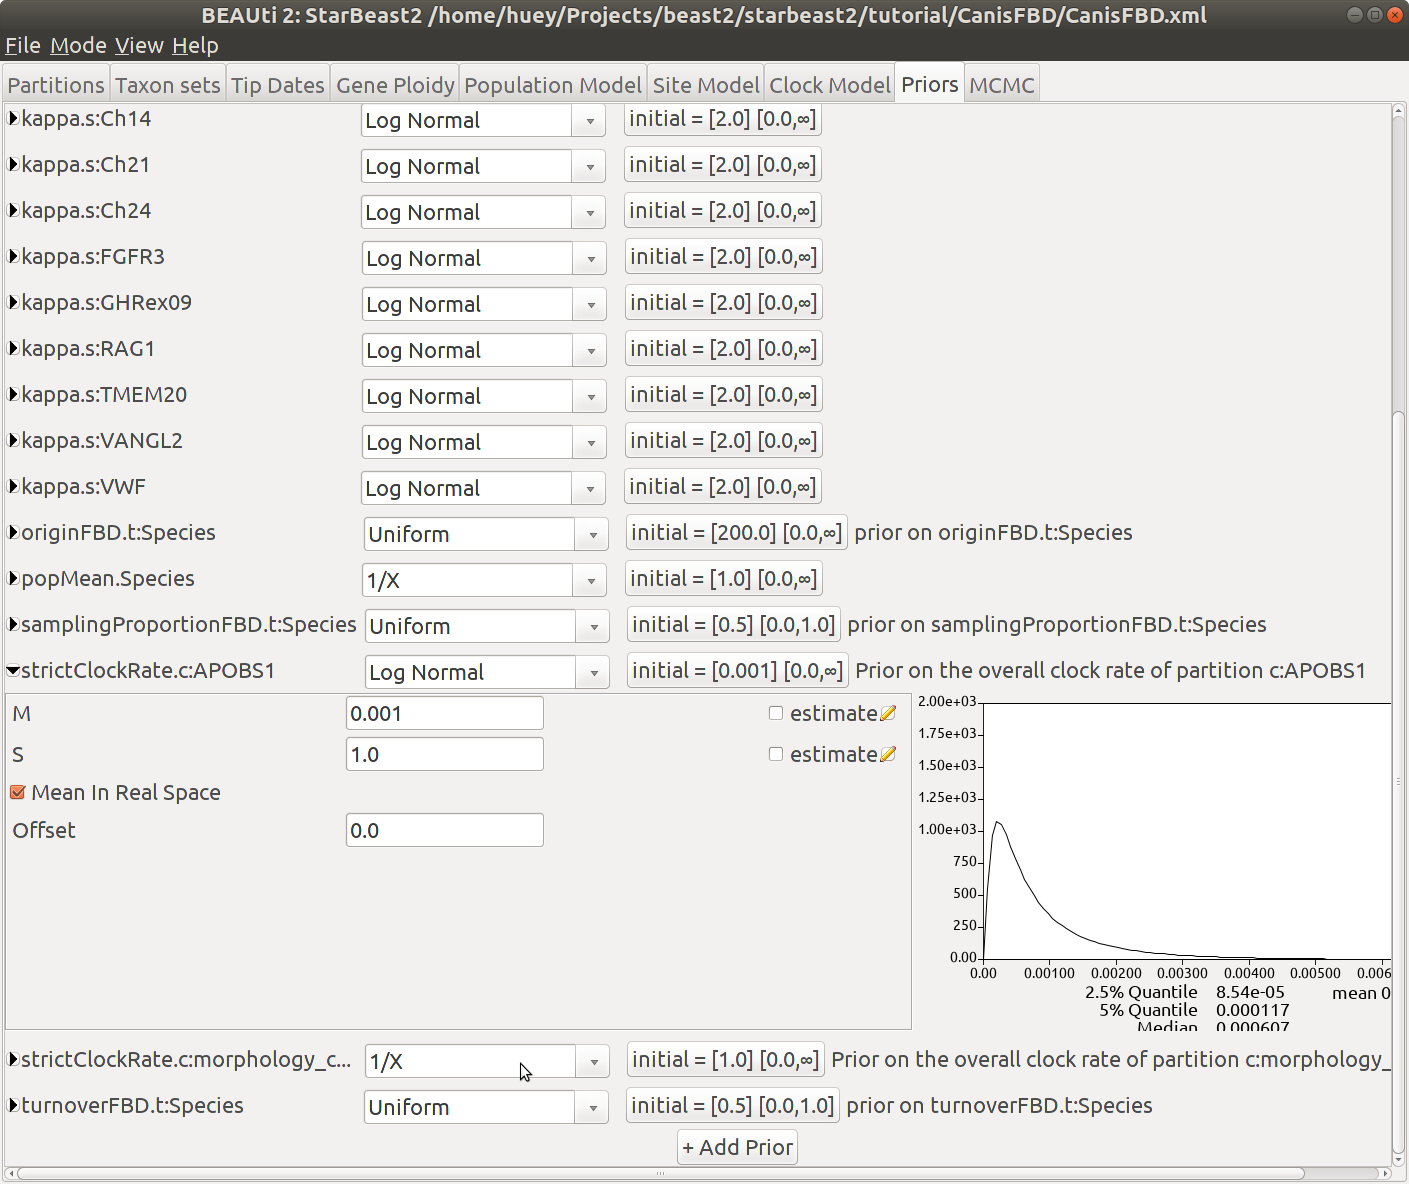 BEAUti 2: StarBeast2 /home/huey/Projects/beast2/starbeast2/tutorial/CanisFBD/CanisFBD.xml
File Mode View Help
Partitions Taxon sets Tip Dates Gene Ploidy Population Model Site Model Clock Model Priors MCMC
kappa.s:Ch14 Log Normal initial = [2.0] [0.0,∞]
kappa.s:Ch21 Log Normal initial = [2.0] [0.0,∞]
kappa.s:Ch24 Log Normal initial = [2.0] [0.0,∞]
kappa.s:FGFR3 Log Normal initial = [2.0] [0.0,∞]
kappa.s:GHRex09 Log Normal initial = [2.0] [0.0,∞]
kappa.s:RAG1 Log Normal initial = [2.0] [0.0,∞]
kappa.s:TMEM20 Log Normal initial = [2.0] [0.0,∞]
kappa.s:VANGL2 Log Normal initial = [2.0] [0.0,∞]
kappa.s:VWF Log Normal initial = [2.0] [0.0,∞]
originFBD.t:Species Uniform initial = [200.0] [0.0,∞] prior on originFBD.t:Species
popMean.Species 1/X initial = [1.0] [0.0,∞]
samplingProportionFBD.t:Species Uniform initial = [0.5] [0.0,1.0] prior on samplingProportionFBD.t:Species
strictClockRate.c:APOBS1 Log Normal initial = [0.001] [0.0,∞] Prior on the overall clock rate of partition c:APOBS1
M 0.001 estimate
S 1.0 estimate
Mean In Real Space
Offset 0.0
2.00e+03
1.75e+03
1.50e+03
1.25e+03
1.00e+03
750
500
250
0.00
0.00 0.00100 0.00200 0.00300 0.00400 0.00500 0.006
2.5% Quantile 8.54e-05 mean 0
5% Quantile 0.000117
Median 0.000607
strictClockRate.c:morphology_c... 1/X initial = [1.0] [0.0,∞] Prior on the overall clock rate of partition c:morphology_
turnoverFBD.t:Species Uniform initial = [0.5] [0.0,1.0] prior on turnoverFBD.t:Species
+ Add Prior